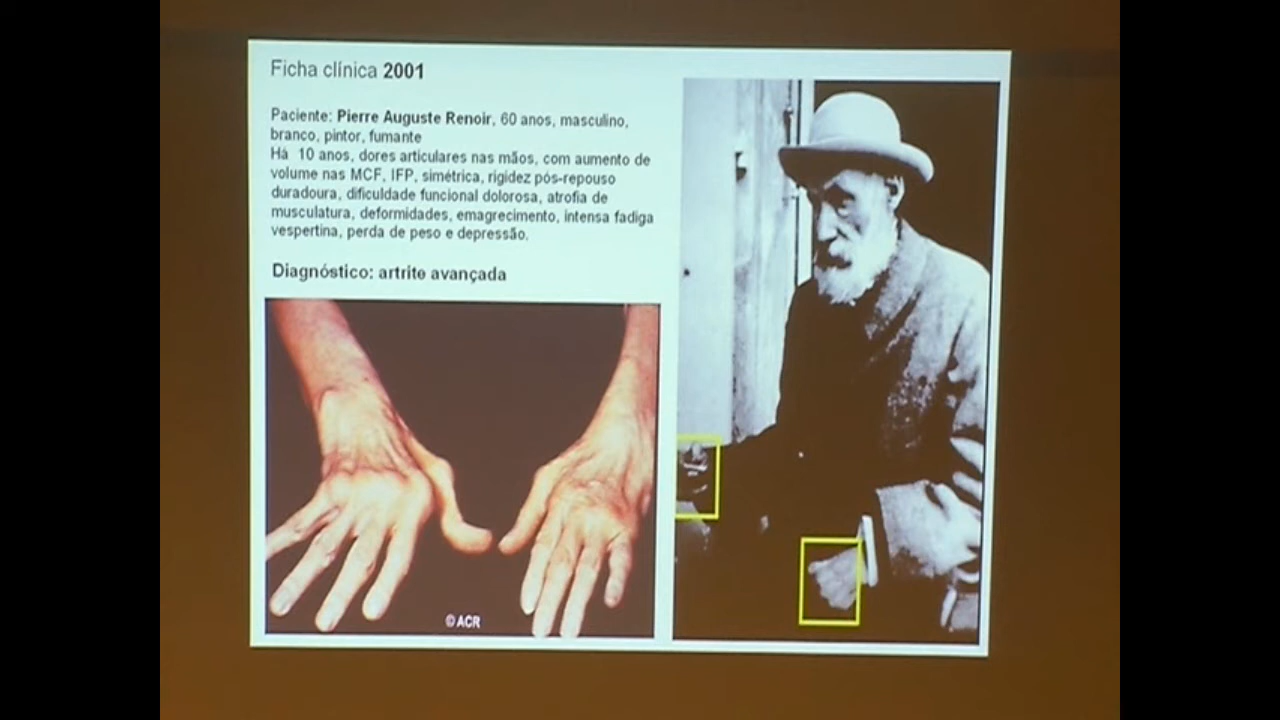 Ficha clínica 2001
Paciente: Pierre Auguste Renoir, 60 anos, masculino,
branco, pintor, fumante
Há 10 anos, dores articulares nas mãos, com aumento de
volume nas MCF, IFP, simétrica, rigidez pós-repouso
duradoura, dificuldade funcional dolorosa, atrofia de
musculatura, deformidades, emagrecimento, intensa fadiga
vespertina, perda de peso e depressão.
Diagnóstico: artrite avançada
©ACR